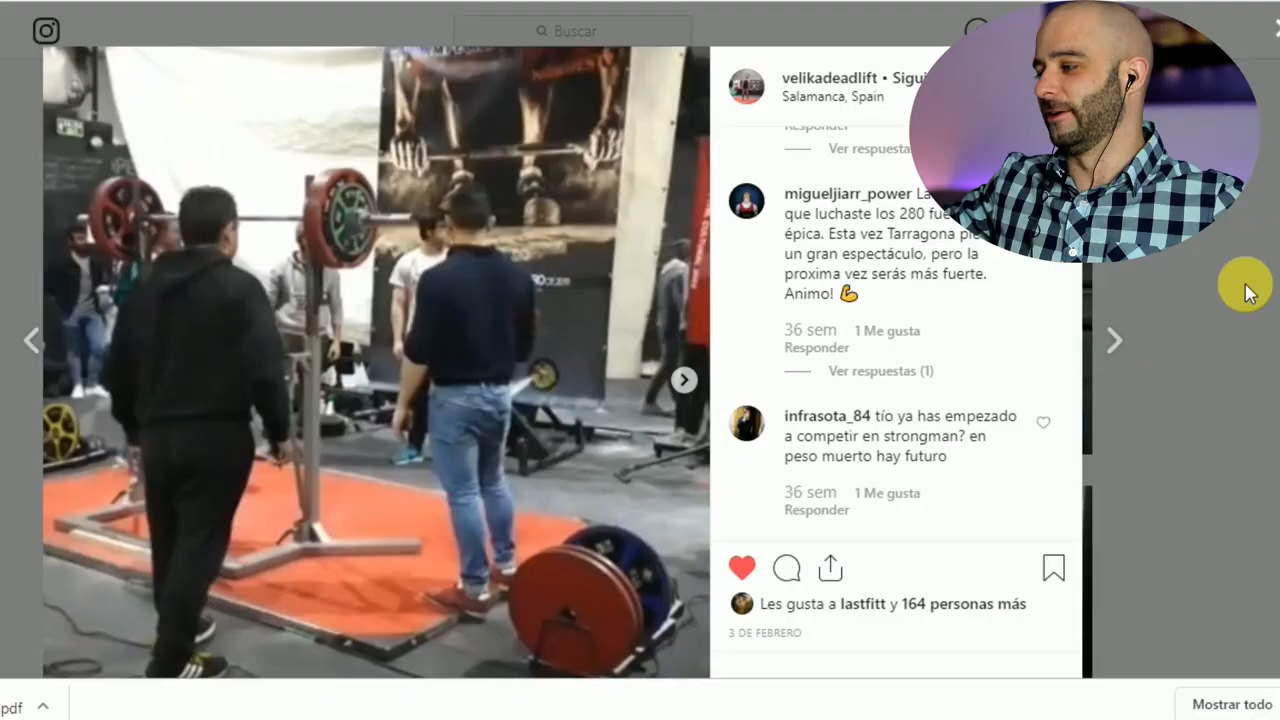 Buscar
velikadeadlift • Sigui
Salamanca, Spain
Responder
Ver respuestas
migueljiarr_power La
que luchaste los 280 fue
épica. Esta vez Tarragona
un gran espectáculo, pero la
proxima vez serás más fuerte.
Animo! 💪
36 sem 1 Me gusta
Responder
Ver respuestas (1)
infrasota_84 tío ya has empezado
a competir en strongman? en
peso muerto hay futuro
36 sem 1 Me gusta
Responder
Les gusta a lastfitt y 164 personas más
3 DE FEBRERO
pdf
Mostrar todo